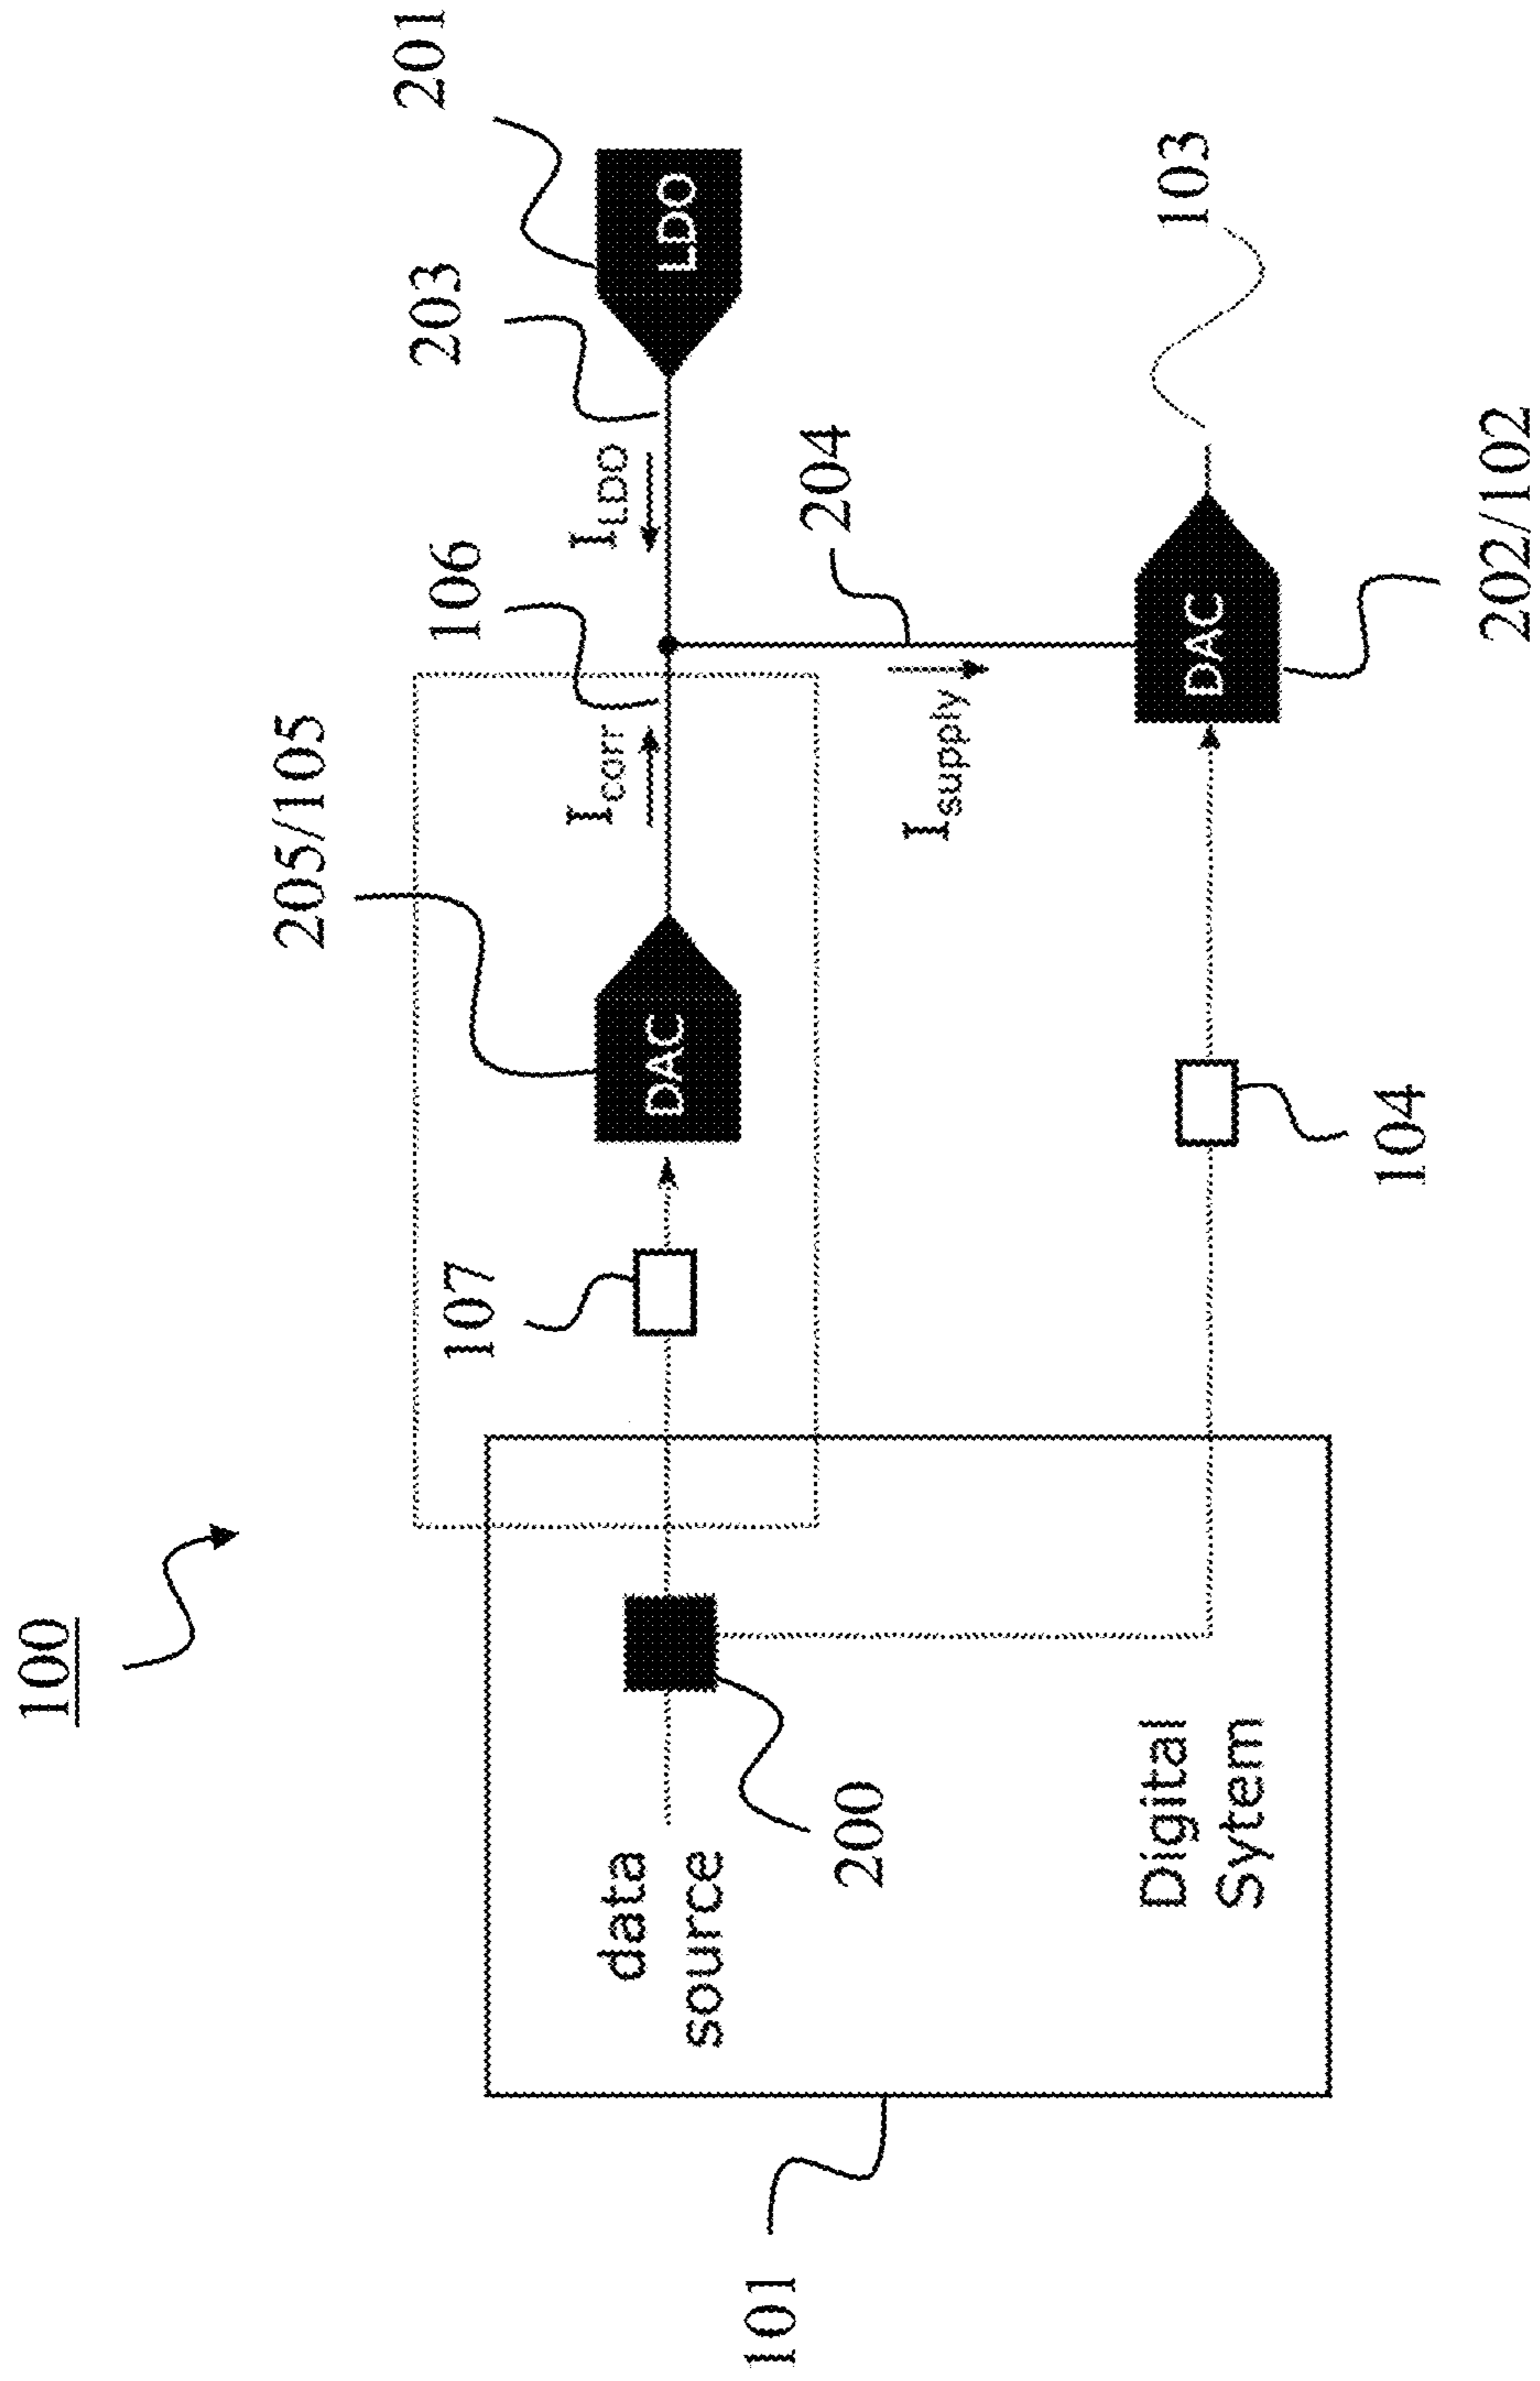 100
205/105
201
203
106
107
I_corr
I_LDO
DAC
LDO
data
source
204
200
I_supply
101
103
DAC
Digital
Sytem
104
202/102